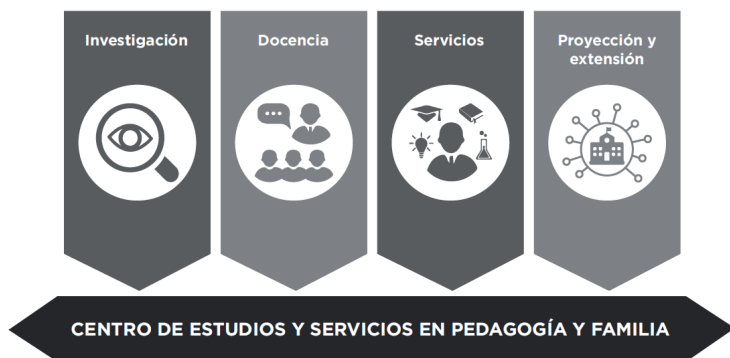 Investigación
Docencia
Servicios
Proyección y
extensión
CENTRO DE ESTUDIOS Y SERVICIOS EN PEDAGOGÍA Y FAMILIA